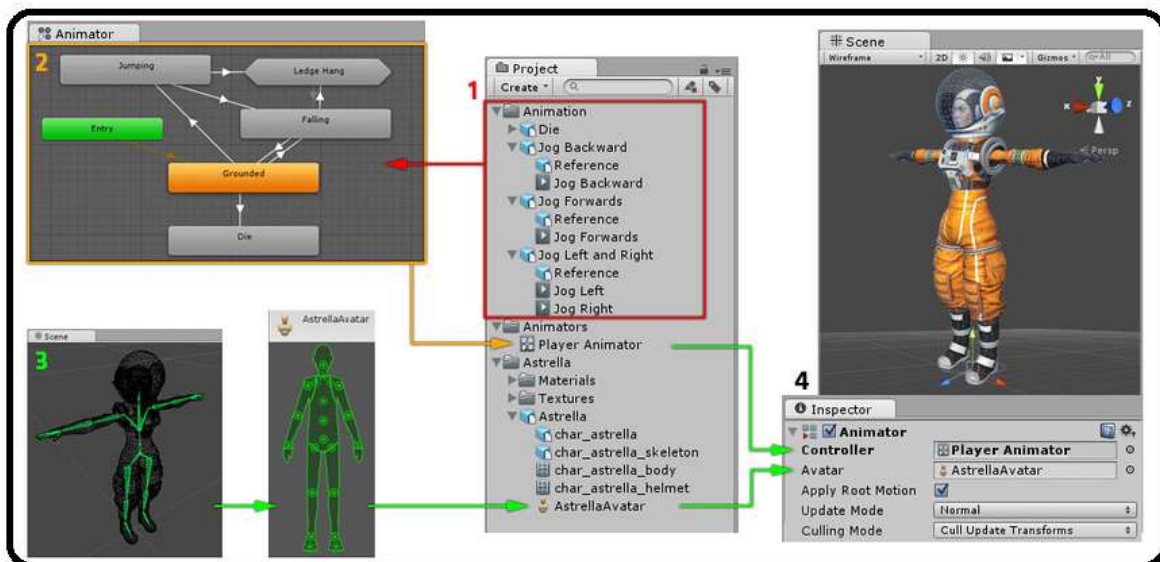 Animator
2
Jumping
Ledge Hang
Falling
Entry
Grounded
Die
1
Project
Create
Animation
Die
Jog Backward
Reference
Jog Backward
Jog Forwards
Reference
Jog Forwards
Jog Left and Right
Reference
Jog Left
Jog Right
Animators
Player Animator
Astrella
Materials
Textures
Astrella
char_astrella
char_astrella_skeleton
char_astrella_body
char_astrella_helmet
AstrellaAvatar
3
Scene
AstrellaAvatar
Scene
Wireframe 2D Gizmos All
y
x z
Persp
4
Inspector
Animator
Controller Player Animator
Avatar AstrellaAvatar
Apply Root Motion
Update Mode Normal
Culling Mode Cull Update Transforms